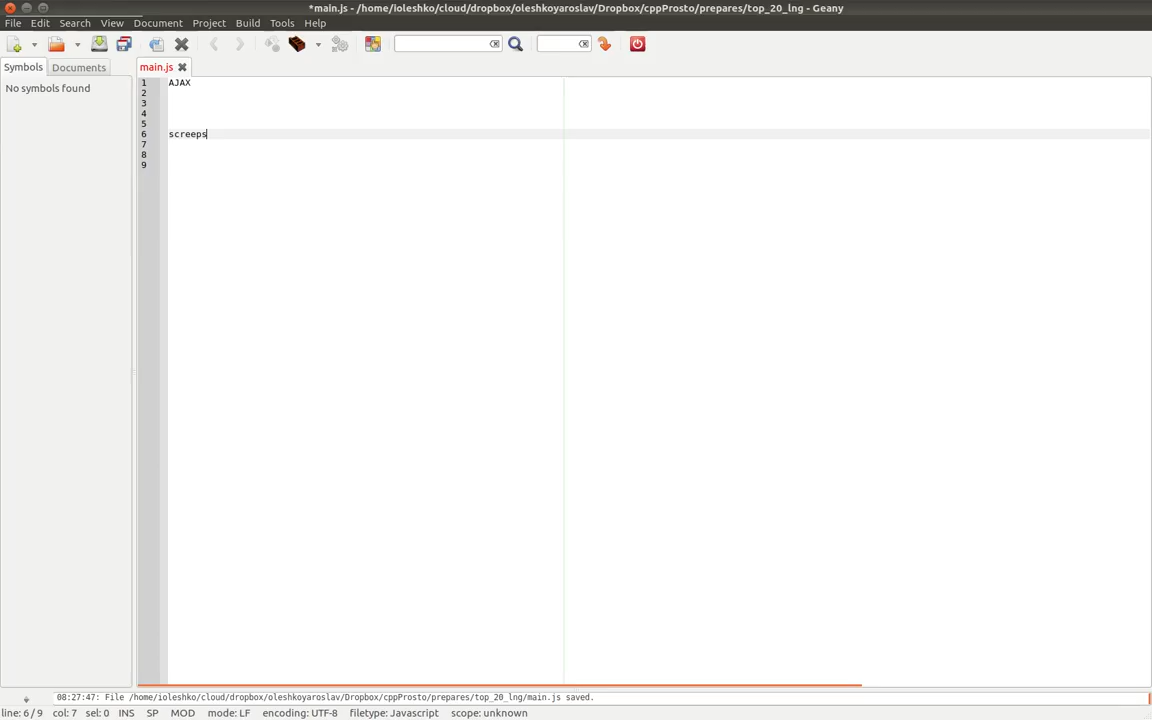 *main.js - /home/ioleshko/cloud/dropbox/oleshkoyaroslav/Dropbox/cppProsto/prepares/top_20_lng - Geany
File Edit Search View Document Project Build Tools Help
Symbols Documents main.js
No symbols found
1 AJAX
2
3
4
5
6 screeps
7
8
9
08:27:47: File /home/ioleshko/cloud/dropbox/oleshkoyaroslav/Dropbox/cppProsto/prepares/top_20_lng/main.js saved.
line: 6 / 9 col: 7 sel: 0 INS SP MOD mode: LF encoding: UTF-8 filetype: Javascript scope: unknown